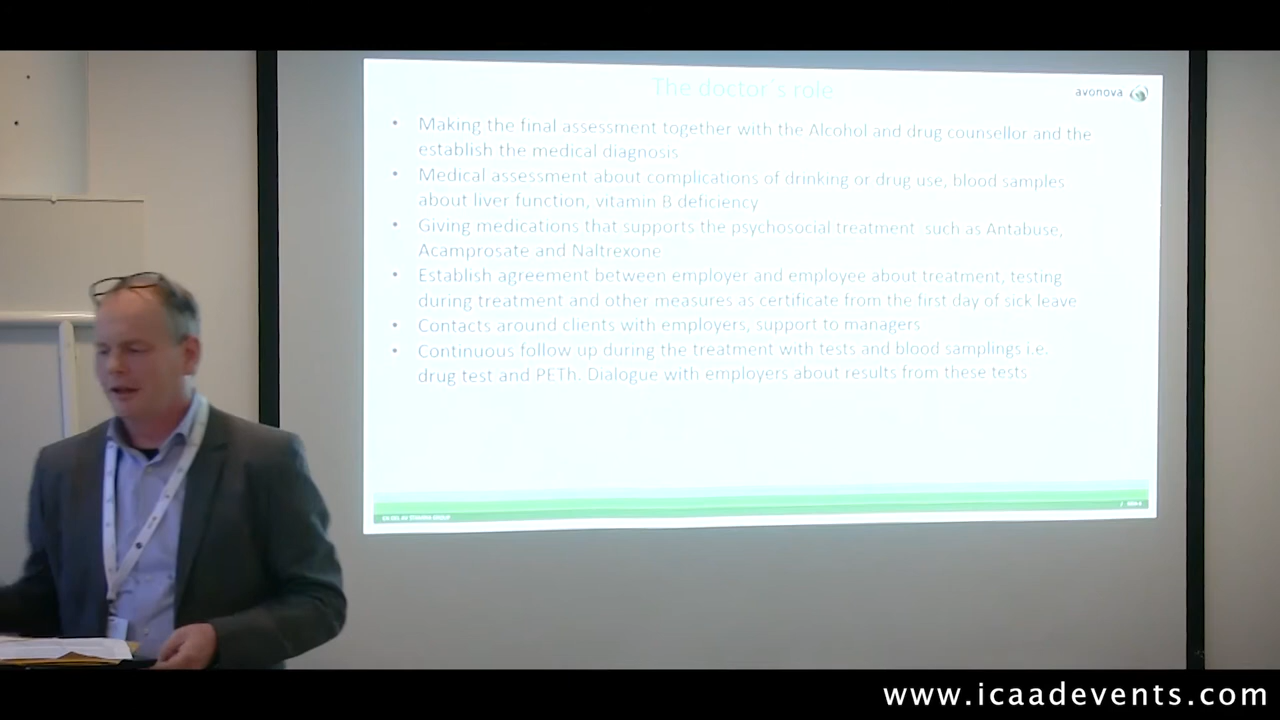 The doctor´s role
avonova
• Making the final assessment together with the Alcohol and drug counsellor and the
establish the medical diagnosis
• Medical assessment about complications of drinking or drug use, blood samples
about liver function, vitamin B deficiency
• Giving medications that supports the psychosocial treatment such as Antabuse,
Acamprosate and Naltrexone
• Establish agreement between employer and employee about treatment, testing
during treatment and other measures as certificate from the first day of sick leave
• Contacts around clients with employers, support to managers
• Continuous follow up during the treatment with tests and blood samplings i.e.
drug test and PETh. Dialogue with employers about results from these tests
www.icaadevents.com